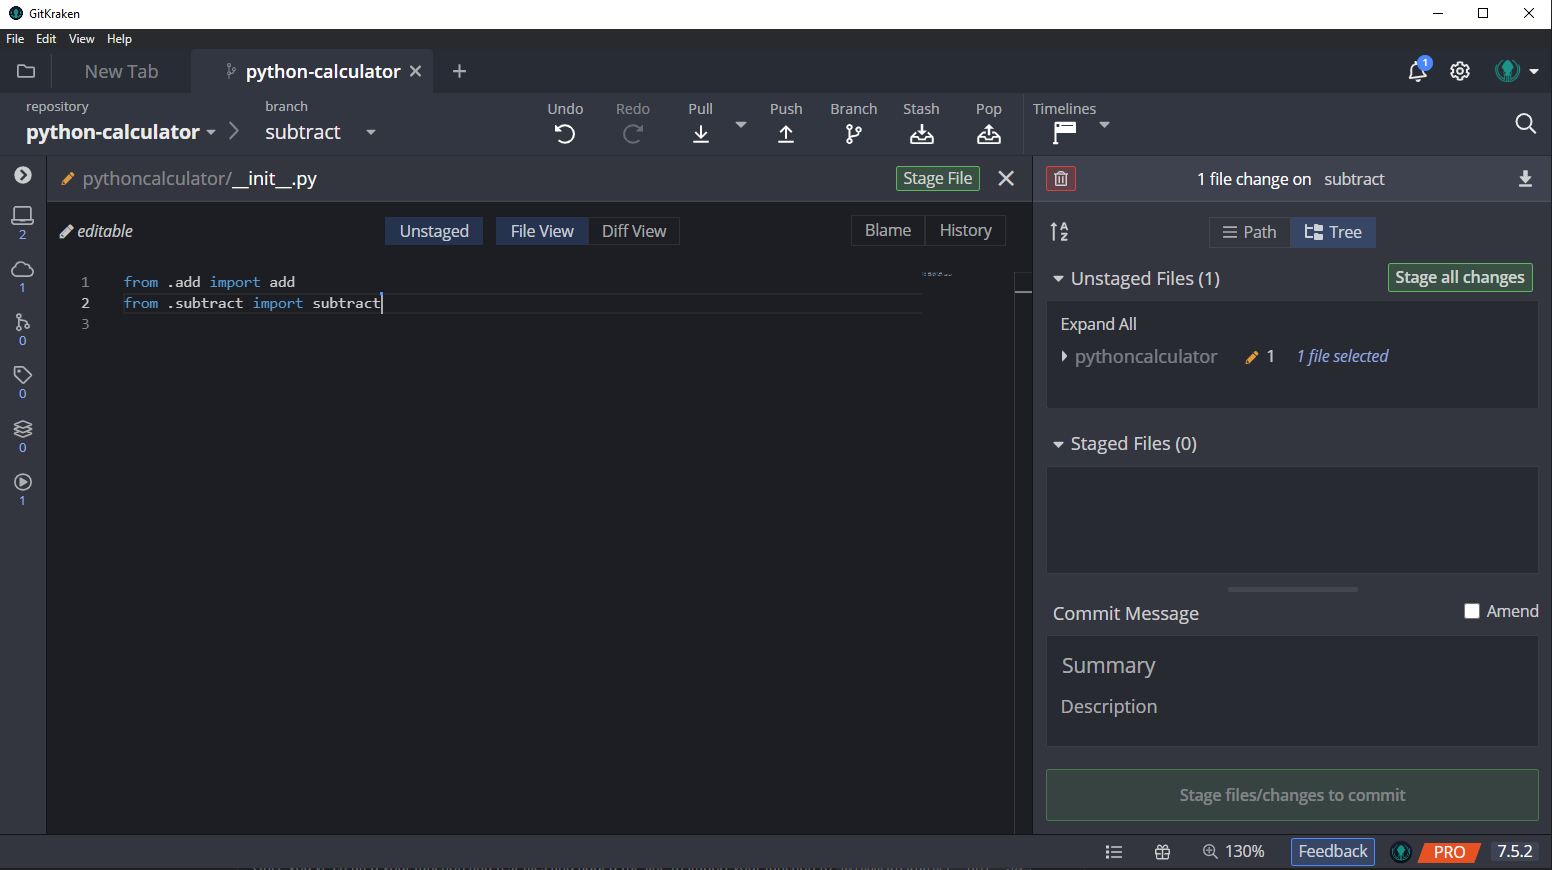 GitKraken
File Edit View Help
New Tab python-calculator
1
repository branch
python-calculator subtract
Undo Redo Pull Push Branch Stash Pop Timelines
pythoncalculator/__init__.py Stage File
1 file change on subtract
editable Unstaged File View Diff View Blame History
Path Tree
1 from .add import add
2 from .subtract import subtract
3
2
1
0
0
0
1
Unstaged Files (1) Stage all changes
Expand All
pythoncalculator 1 1 file selected
Staged Files (0)
Commit Message Amend
Summary
Description
Stage files/changes to commit
130% Feedback PRO 7.5.2